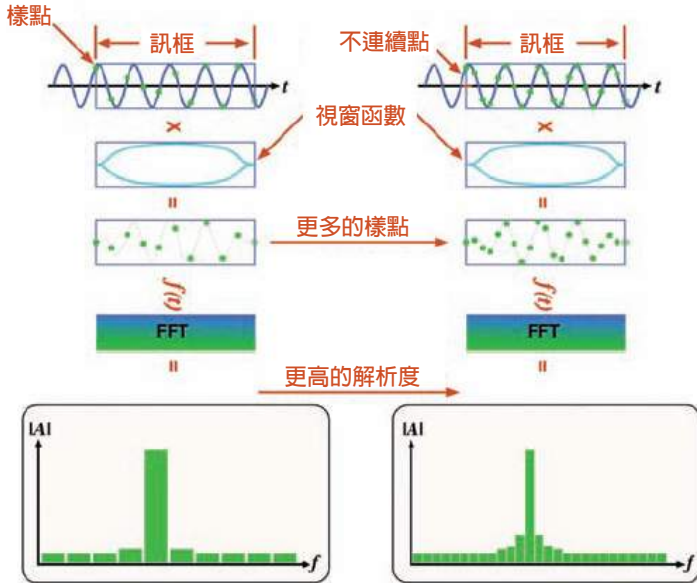 樣點
訊框
不連續點
訊框
t
t
X
視窗函數
X
=
=
更多的樣點
f(t)
f(t)
FFT
FFT
=
更高的解析度
=
|A|
f
|A|
f